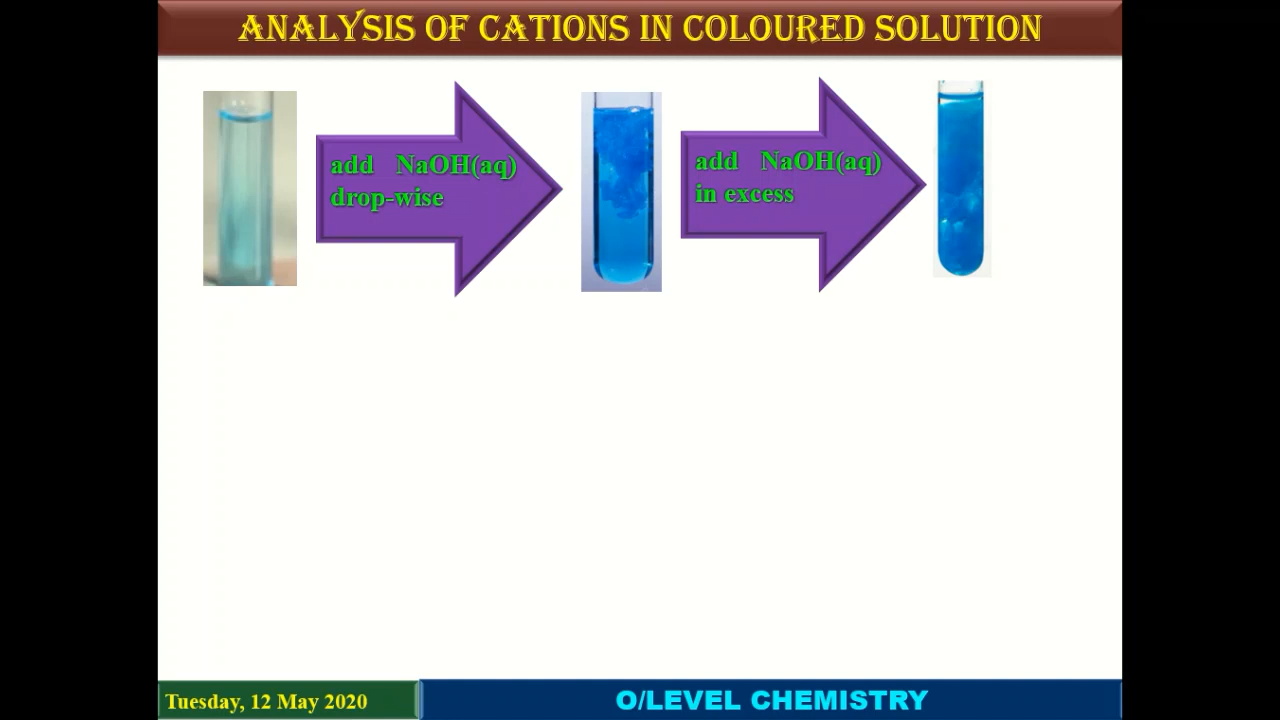 ANALYSIS OF CATIONS IN COLOURED SOLUTION
add NaOH(aq)
drop-wise
add NaOH(aq)
in excess
Tuesday, 12 May 2020
O/LEVEL CHEMISTRY